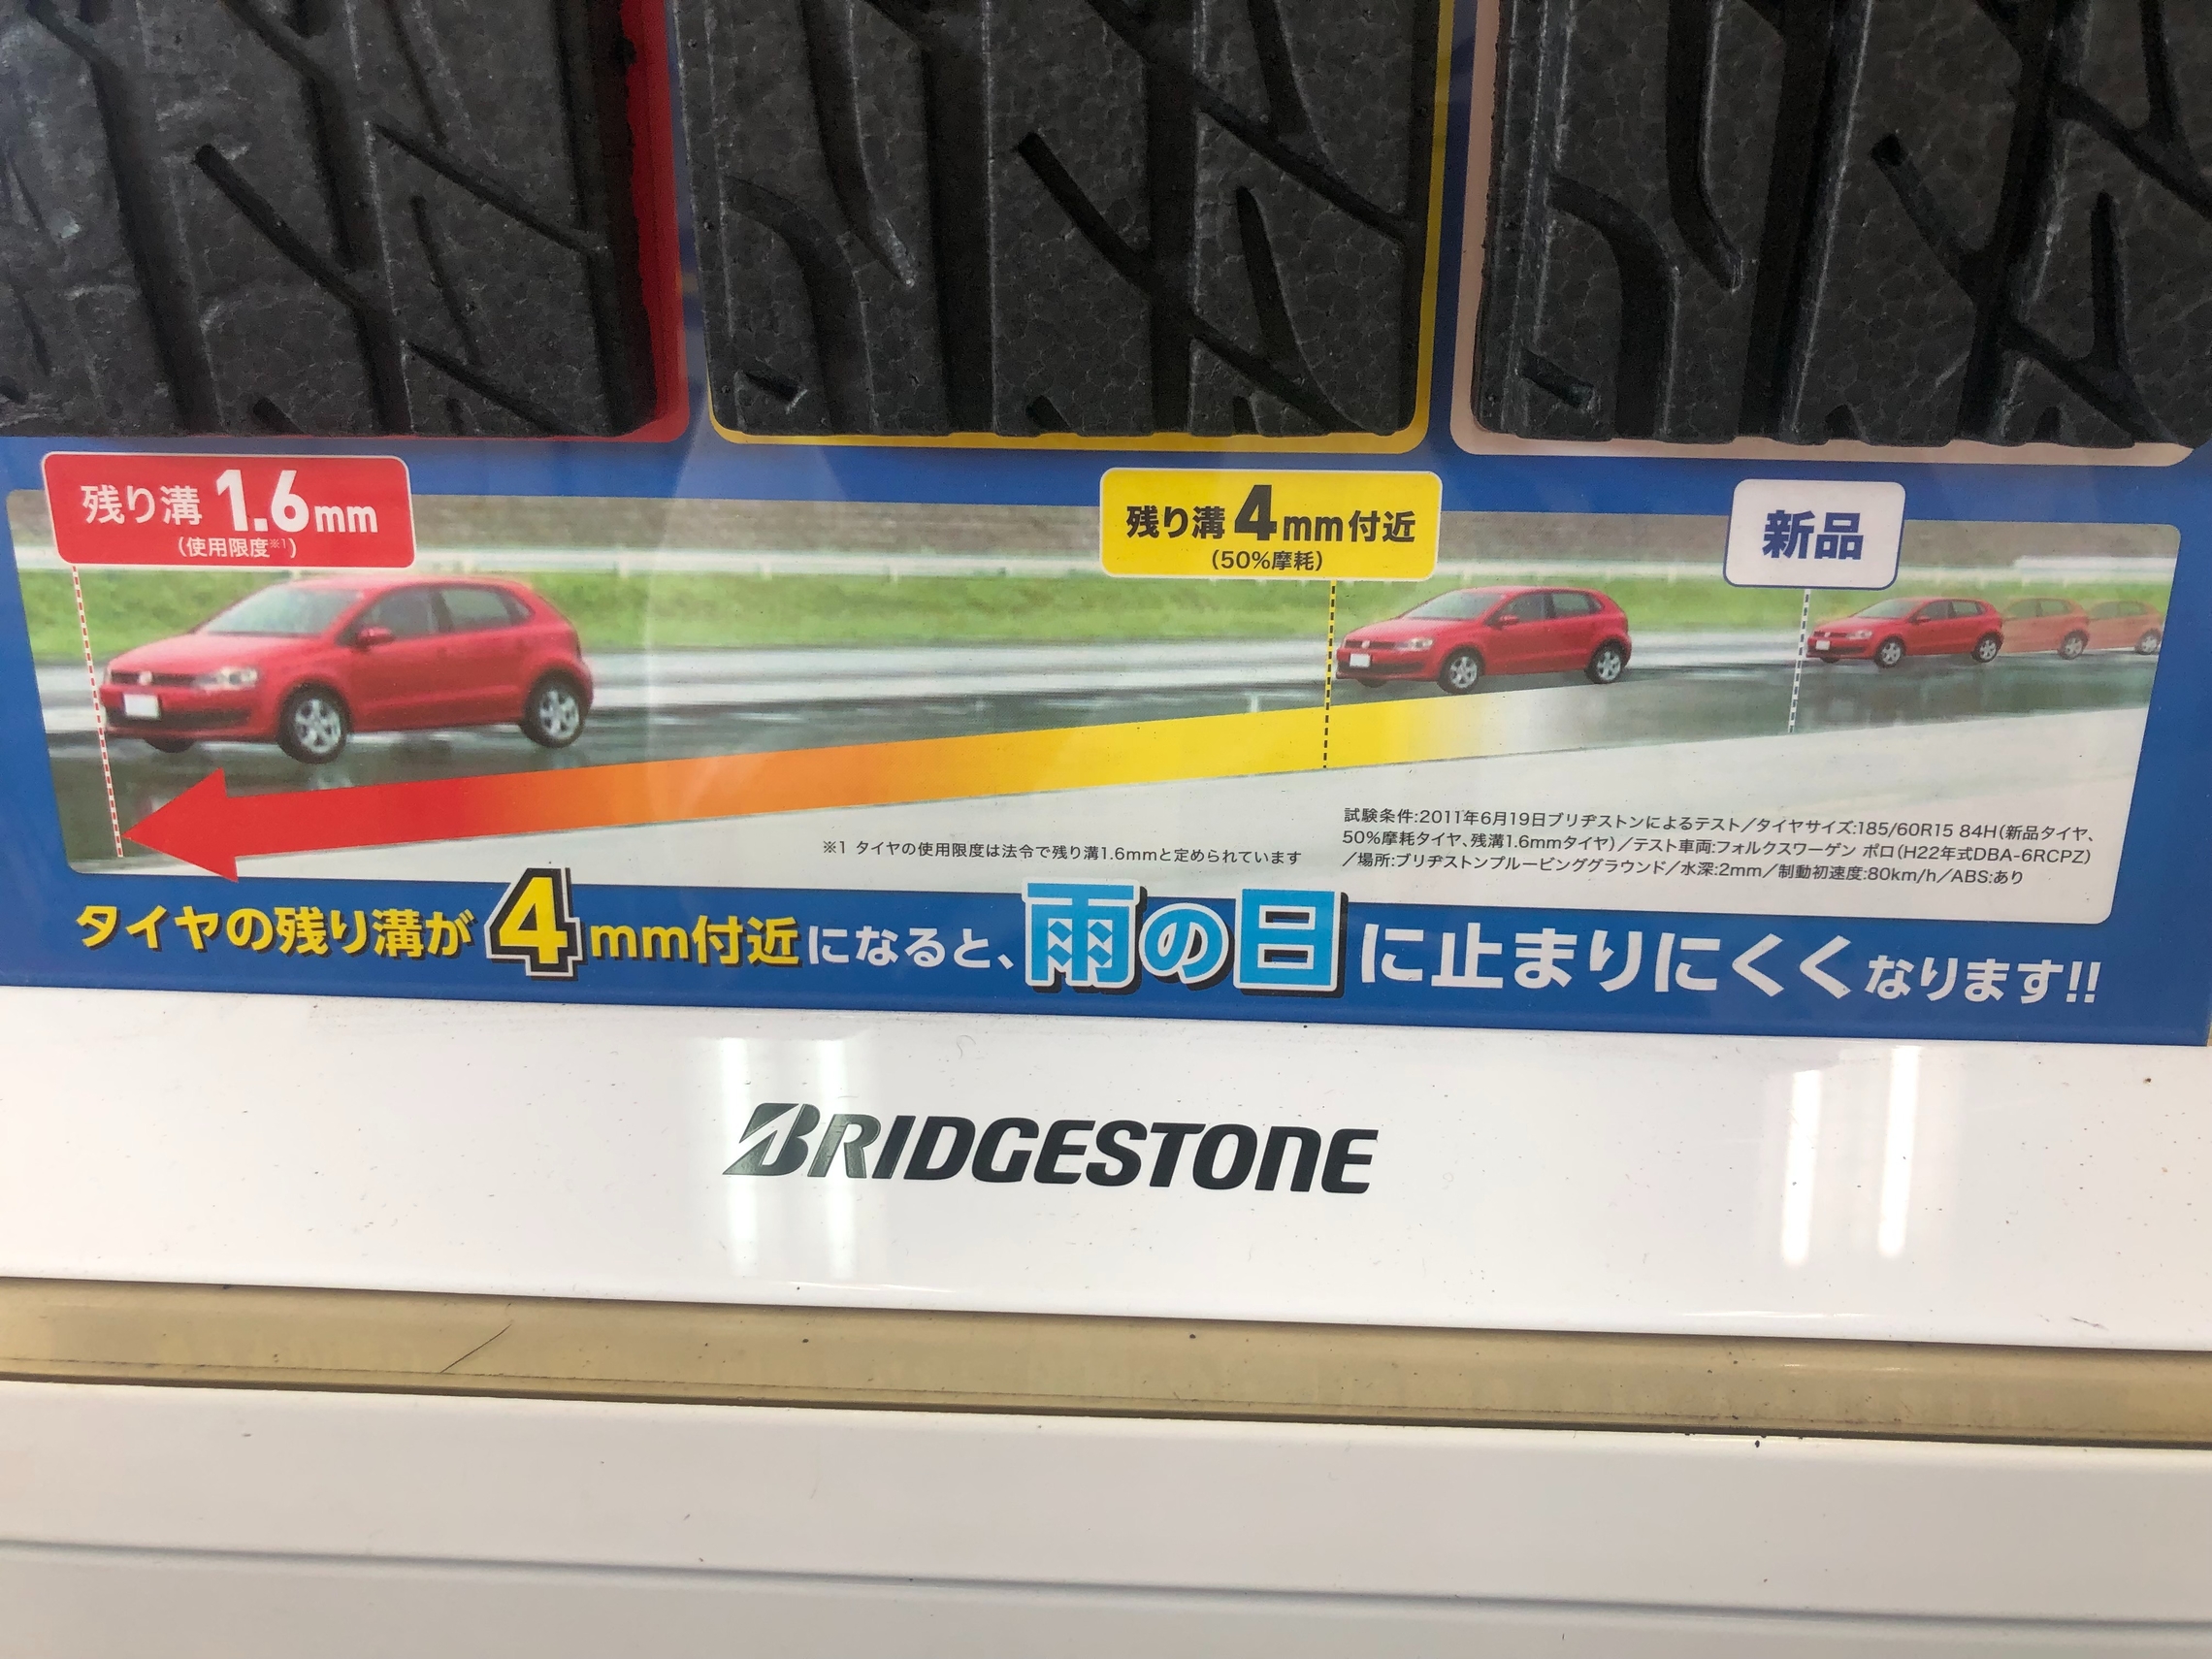 残り溝 1.6mm
(使用限度※1)
残り溝4mm付近
(50%摩耗)
新品
試験条件:2011年6月19日ブリヂストンによるテスト／タイヤサイズ:185/60R15 84H(新品タイヤ、
50%摩耗タイヤ、残溝1.6mmタイヤ)／テスト車両:フォルクスワーゲン ポロ(H22年式DBA-6RCPZ)
／場所:ブリヂストンプルービンググラウンド／水深:2mm／制動初速度:80km/h／ABS:あり
※1 タイヤの使用限度は法令で残り溝1.6mmと定められています
タイヤの残り溝が4mm付近になると、雨の日に止まりにくくなります!!
BRIDGESTONE